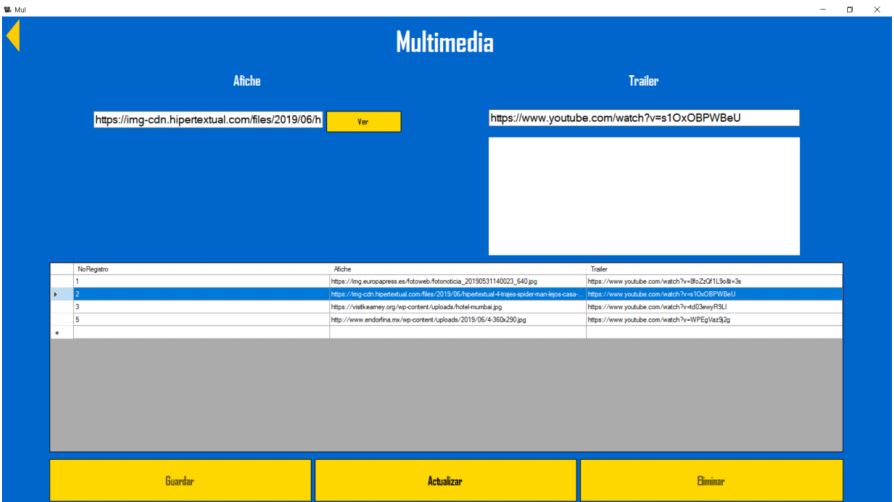 Mul
Multimedia
Afiche
Trailer
https://img-cdn.hipertextual.com/files/2019/06/h
Ver
https://www.youtube.com/watch?v=s1OxOBPWBeU
NoRegistro Afiche Trailer
1 https://img.europapress.es/fotoweb/fotonoticia_20190531140023_640.jpg https://www.youtube.com/watch?v=8foZzQf1L9o&t=3s
2 https://img-cdn.hipertextual.com/files/2019/06/hipertextual-4-trajes-spider-man-lejos-casa-... https://www.youtube.com/watch?v=s1OxOBPWBeU
3 https://visitkearney.org/wp-content/uploads/hotel-mumbai.jpg https://www.youtube.com/watch?v=td03ewyR9LI
5 http://www.endorfina.mx/wp-content/uploads/2019/06/4-360x290.jpg https://www.youtube.com/watch?v=WPEgVaz9j2g
Guardar
Actualizar
Eliminar